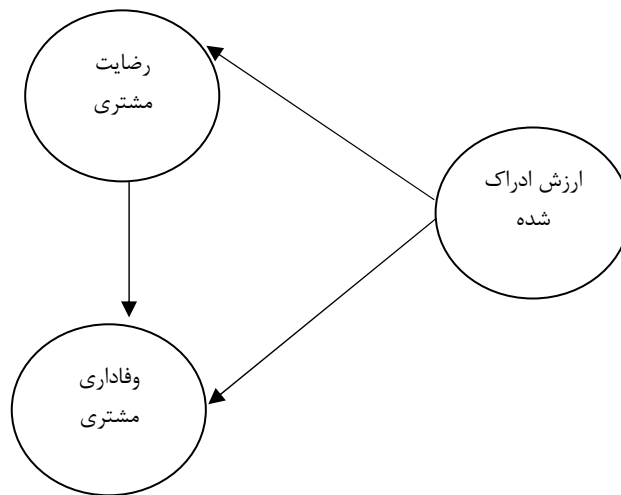 رضایت
مشتری
ارزش ادراک
شده
وفاداری
مشتری